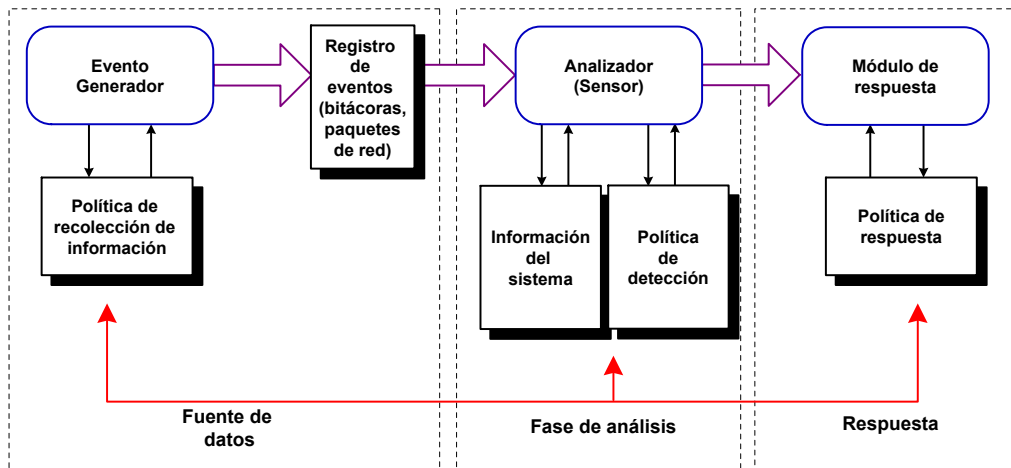 Evento
Generador
Registro
de
eventos
(bitácoras,
paquetes
de red)
Analizador
(Sensor)
Módulo de
respuesta
Política de
recolección de
información
Información
del
sistema
Política
de
detección
Política de
respuesta
Fuente de
datos
Fase de análisis
Respuesta